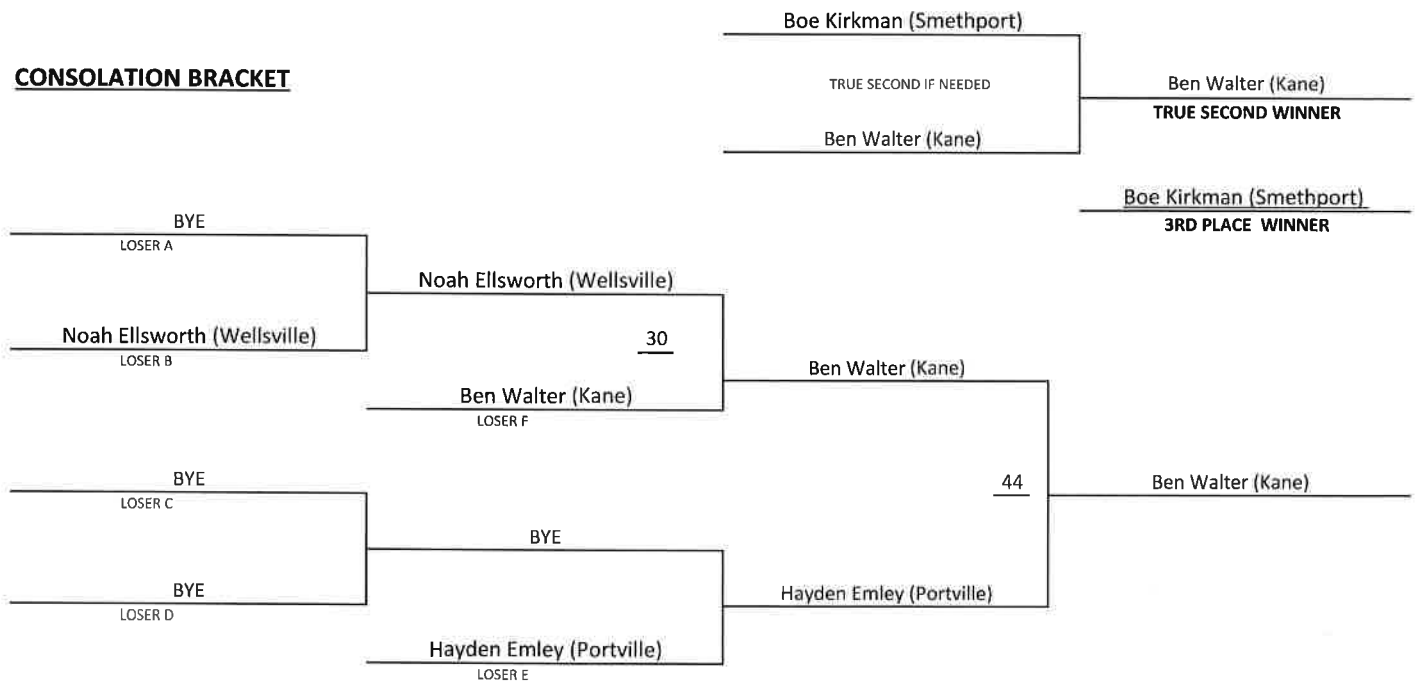 Boe Kirkman (Smethport)
CONSOLATION BRACKET
TRUE SECOND IF NEEDED
Ben Walter (Kane)
TRUE SECOND WINNER
Ben Walter (Kane)
Boe Kirkman (Smethport)
3RD PLACE WINNER
BYE
LOSER A
Noah Ellsworth (Wellsville)
Noah Ellsworth (Wellsville)
LOSER B
30
Ben Walter (Kane)
Ben Walter (Kane)
LOSER F
BYE
LOSER C
44
Ben Walter (Kane)
BYE
BYE
LOSER D
Hayden Emley (Portville)
Hayden Emley (Portville)
LOSER E